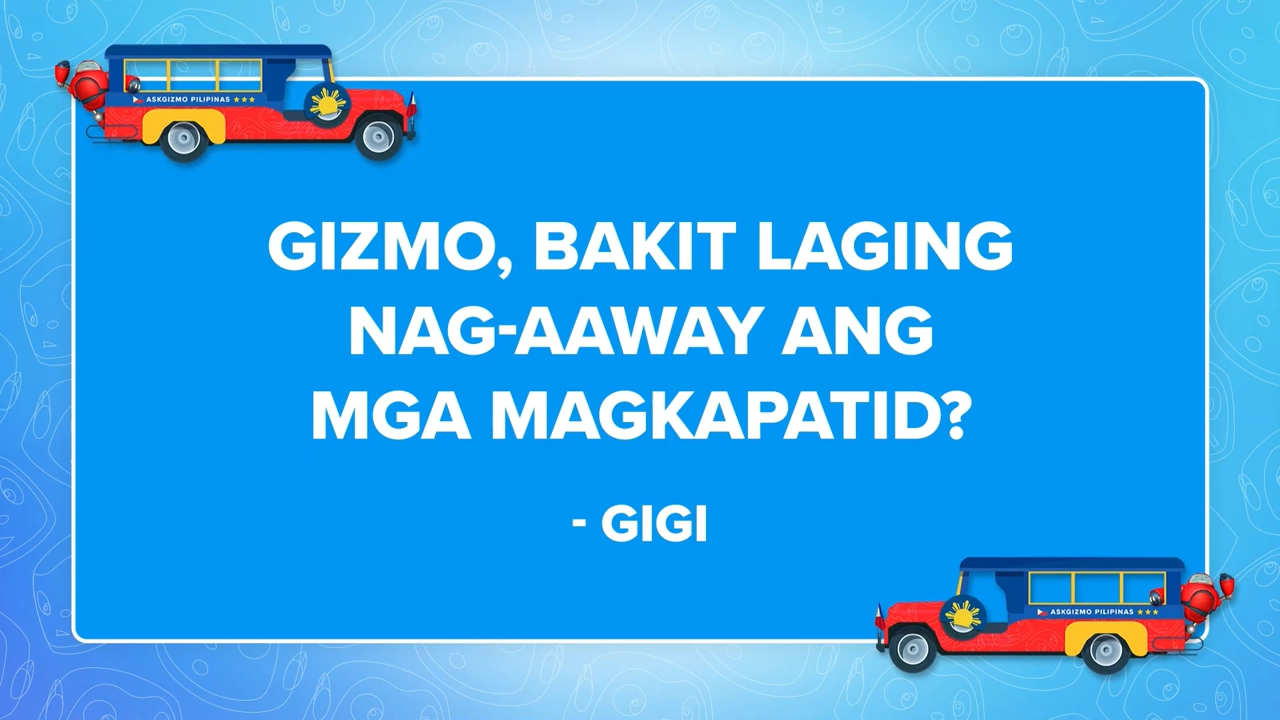 ASKGIZMO PILIPINAS
GIZMO, BAKIT LAGING
NAG-AAWAY ANG
MGA MAGKAPATID?
- GIGI
ASKGIZMO PILIPINAS